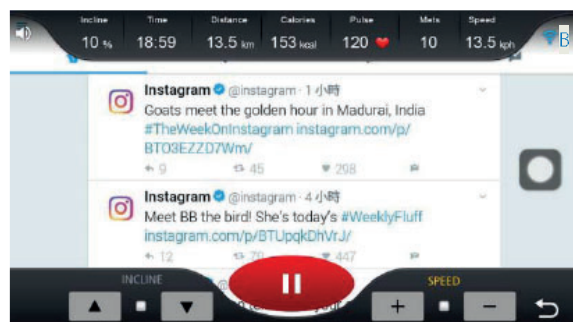 Incline Time Distance Calories Pulse Mets Speed
10 % 18:59 13.5 km 153 kcal 120 10 13.5 kph
B
Instagram @instagram · 1 小時
Goats meet the golden hour in Madurai, India
#TheWeekOnInstagram instagram.com/p/
BTO3EZZD7Wm/
9 45 298
Instagram @instagram · 4 小時
Meet BB the bird! She's today's #WeeklyFluff
instagram.com/p/BTUpqkDhVrJ/
12 447
INCLINE SPEED